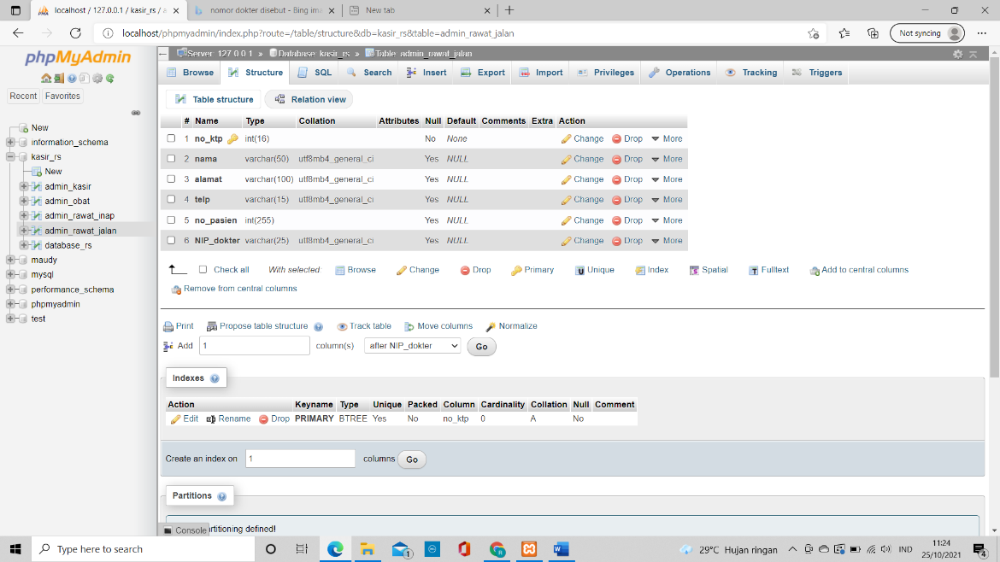 localhost / 127.0.0.1 / kasir_rs / a
nomor dokter disebut - Bing ima
New tab
localhost/phpmyadmin/index.php?route=/table/structure&db=kasir_rs&table=admin_rawat_jalan
Not syncing
phpMyAdmin
Recent Favorites
New
information_schema
kasir_rs
New
admin_kasir
admin_obat
admin_rawat_inap
admin_rawat_jalan
database_rs
maudy
mysql
performance_schema
phpmyadmin
test
Server: 127.0.0.1 » Database: kasir_rs » Table: admin_rawat_jalan
Browse Structure SQL Search Insert Export Import Privileges Operations Tracking Triggers
Table structure Relation view
# Name Type Collation Attributes Null Default Comments Extra Action
1 no_ktp int(16) No None Change Drop More
2 nama varchar(50) utf8mb4_general_ci Yes NULL Change Drop More
3 alamat varchar(100) utf8mb4_general_ci Yes NULL Change Drop More
4 telp varchar(15) utf8mb4_general_ci Yes NULL Change Drop More
5 no_pasien int(255) Yes NULL Change Drop More
6 NIP_dokter varchar(25) utf8mb4_general_ci Yes NULL Change Drop More
Check all With selected: Browse Change Drop Primary Unique Index Spatial Fulltext Add to central columns
Remove from central columns
Print Propose table structure Track table Move columns Normalize
Add 1 column(s) after NIP_dokter Go
Indexes
Action Keyname Type Unique Packed Column Cardinality Collation Null Comment
Edit Rename Drop PRIMARY BTREE Yes No no_ktp 0 A No
Create an index on 1 columns Go
Partitions
Console rtitioning defined!
Type here to search
29°C Hujan ringan
IND
11:24
25/10/2021